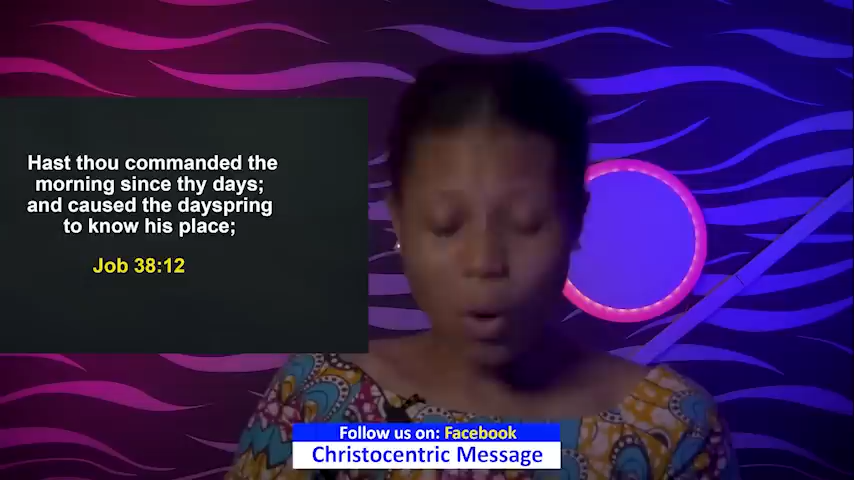 Hast thou commanded the
morning since thy days;
and caused the dayspring
to know his place;
Job 38:12
Follow us on: Facebook
Christocentric Message